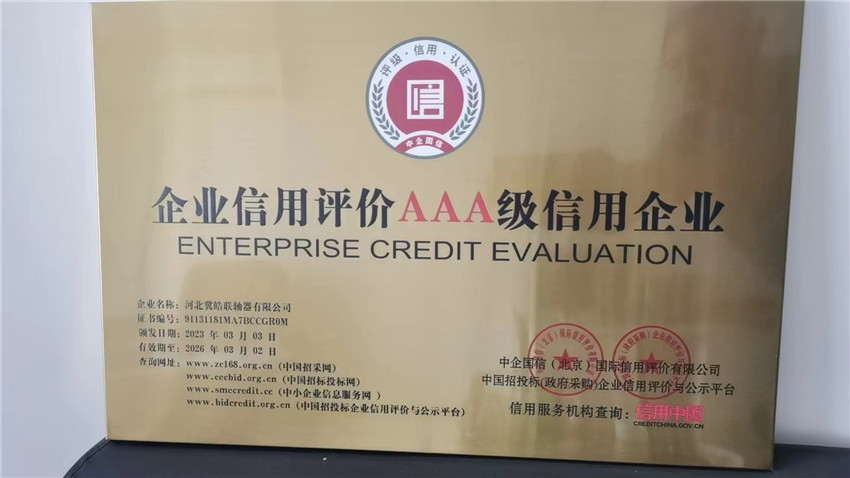 评级·信用·认证
信
中企国信
企业信用评价AAA级信用企业
ENTERPRISE CREDIT EVALUATION
企业名称：河北冀皓联轴器有限公司
证书编号：91131181MA7BCCGR0M
颁发日期：2023 年 03 月 03 日
有效期至：2026 年 03 月 02 日
查询网址：www.zc168.org.cn (中国招采网)
www.cecbid.org.cn (中国招标投标网)
www.smecredit.cc (中小企业信息服务网 )
www.bidcredit.org.cn (中国招投标企业信用评价与公示平台)
中企国信（北京）国际信用评价有限公司
中国招投标(政府采购)企业信用评价与公示平台
信用服务机构查询：信用中国
CREDITCHINA.GOV.CN